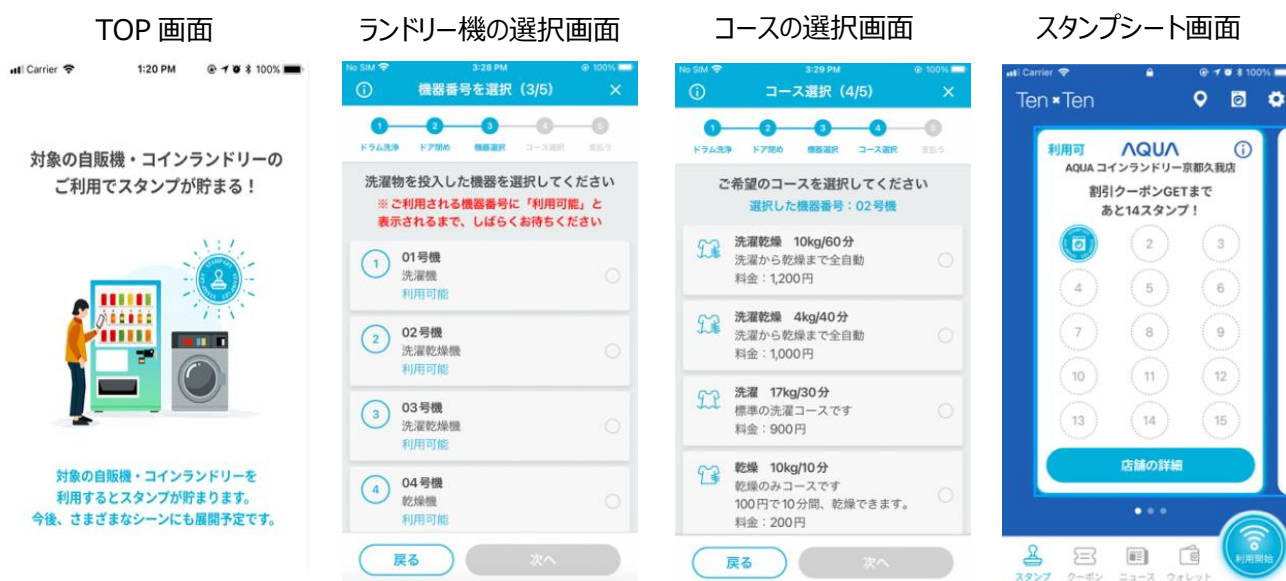 TOP 画面
Carrier 1:20 PM 100%
対象の自販機・コインランドリーの
ご利用でスタンプが貯まる！
STAMP GET
対象の自販機・コインランドリーを
利用するとスタンプが貯まります。
今後、さまざまなシーンにも展開予定です。
ランドリー機の選択画面
No SIM 3:28 PM 100%
機器番号を選択（3/5）
1 2 3 4 5
ドラム洗浄 ドア閉め 機器選択 コース選択 支払う
洗濯物を投入した機器を選択してください
※ご利用される機器番号に「利用可能」と
表示されるまで、しばらくお待ちください
1 01号機
洗濯機
利用可能
2 02号機
洗濯乾燥機
利用可能
3 03号機
洗濯乾燥機
利用可能
4 04号機
乾燥機
利用可能
戻る 次へ
コースの選択画面
No SIM 3:29 PM 100%
コース選択（4/5）
1 2 3 4 5
ドラム洗浄 ドア閉め 機器選択 コース選択 支払う
ご希望のコースを選択してください
選択した機器番号：02号機
洗濯乾燥 10kg/60分
洗濯から乾燥まで全自動
料金：1,200円
洗濯乾燥 4kg/40分
洗濯から乾燥まで全自動
料金：1,000円
洗濯 17kg/30分
標準の洗濯コースです
料金：900円
乾燥 10kg/10分
乾燥のみコースです
100円で10分間、乾燥できます。
料金：200円
戻る 次へ
スタンプシート画面
Carrier 100%
Ten*Ten
利用可 AQUA
AQUA コインランドリー京都久我店
割引クーポンGETまで
あと14スタンプ！
2 3
4 5 6
7 8 9
10 11 12
13 14 15
店舗の詳細
利用開始
スタンプ クーポン ニュース ウォレット